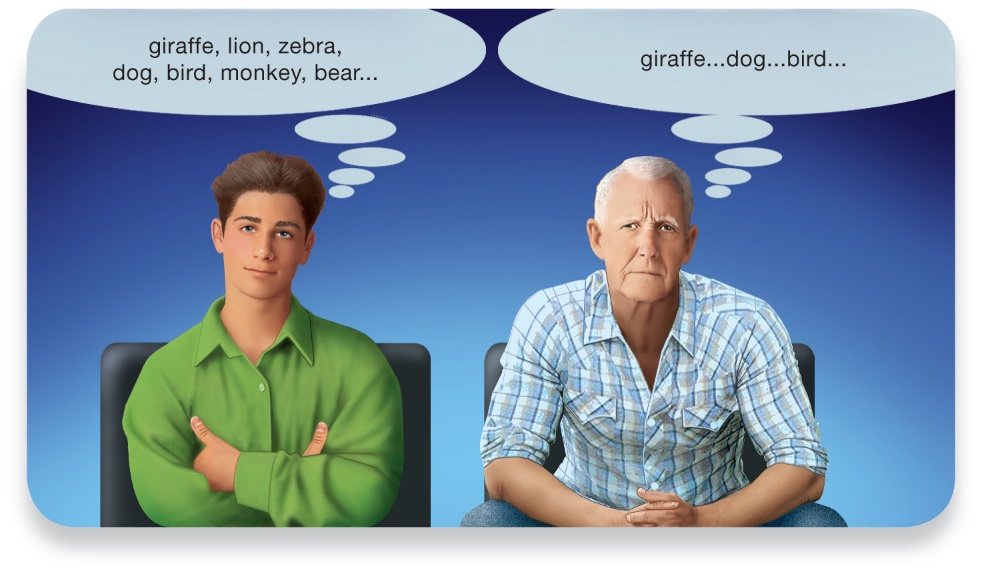 giraffe, lion, zebra,
dog, bird, monkey, bear...
giraffe...dog...bird...